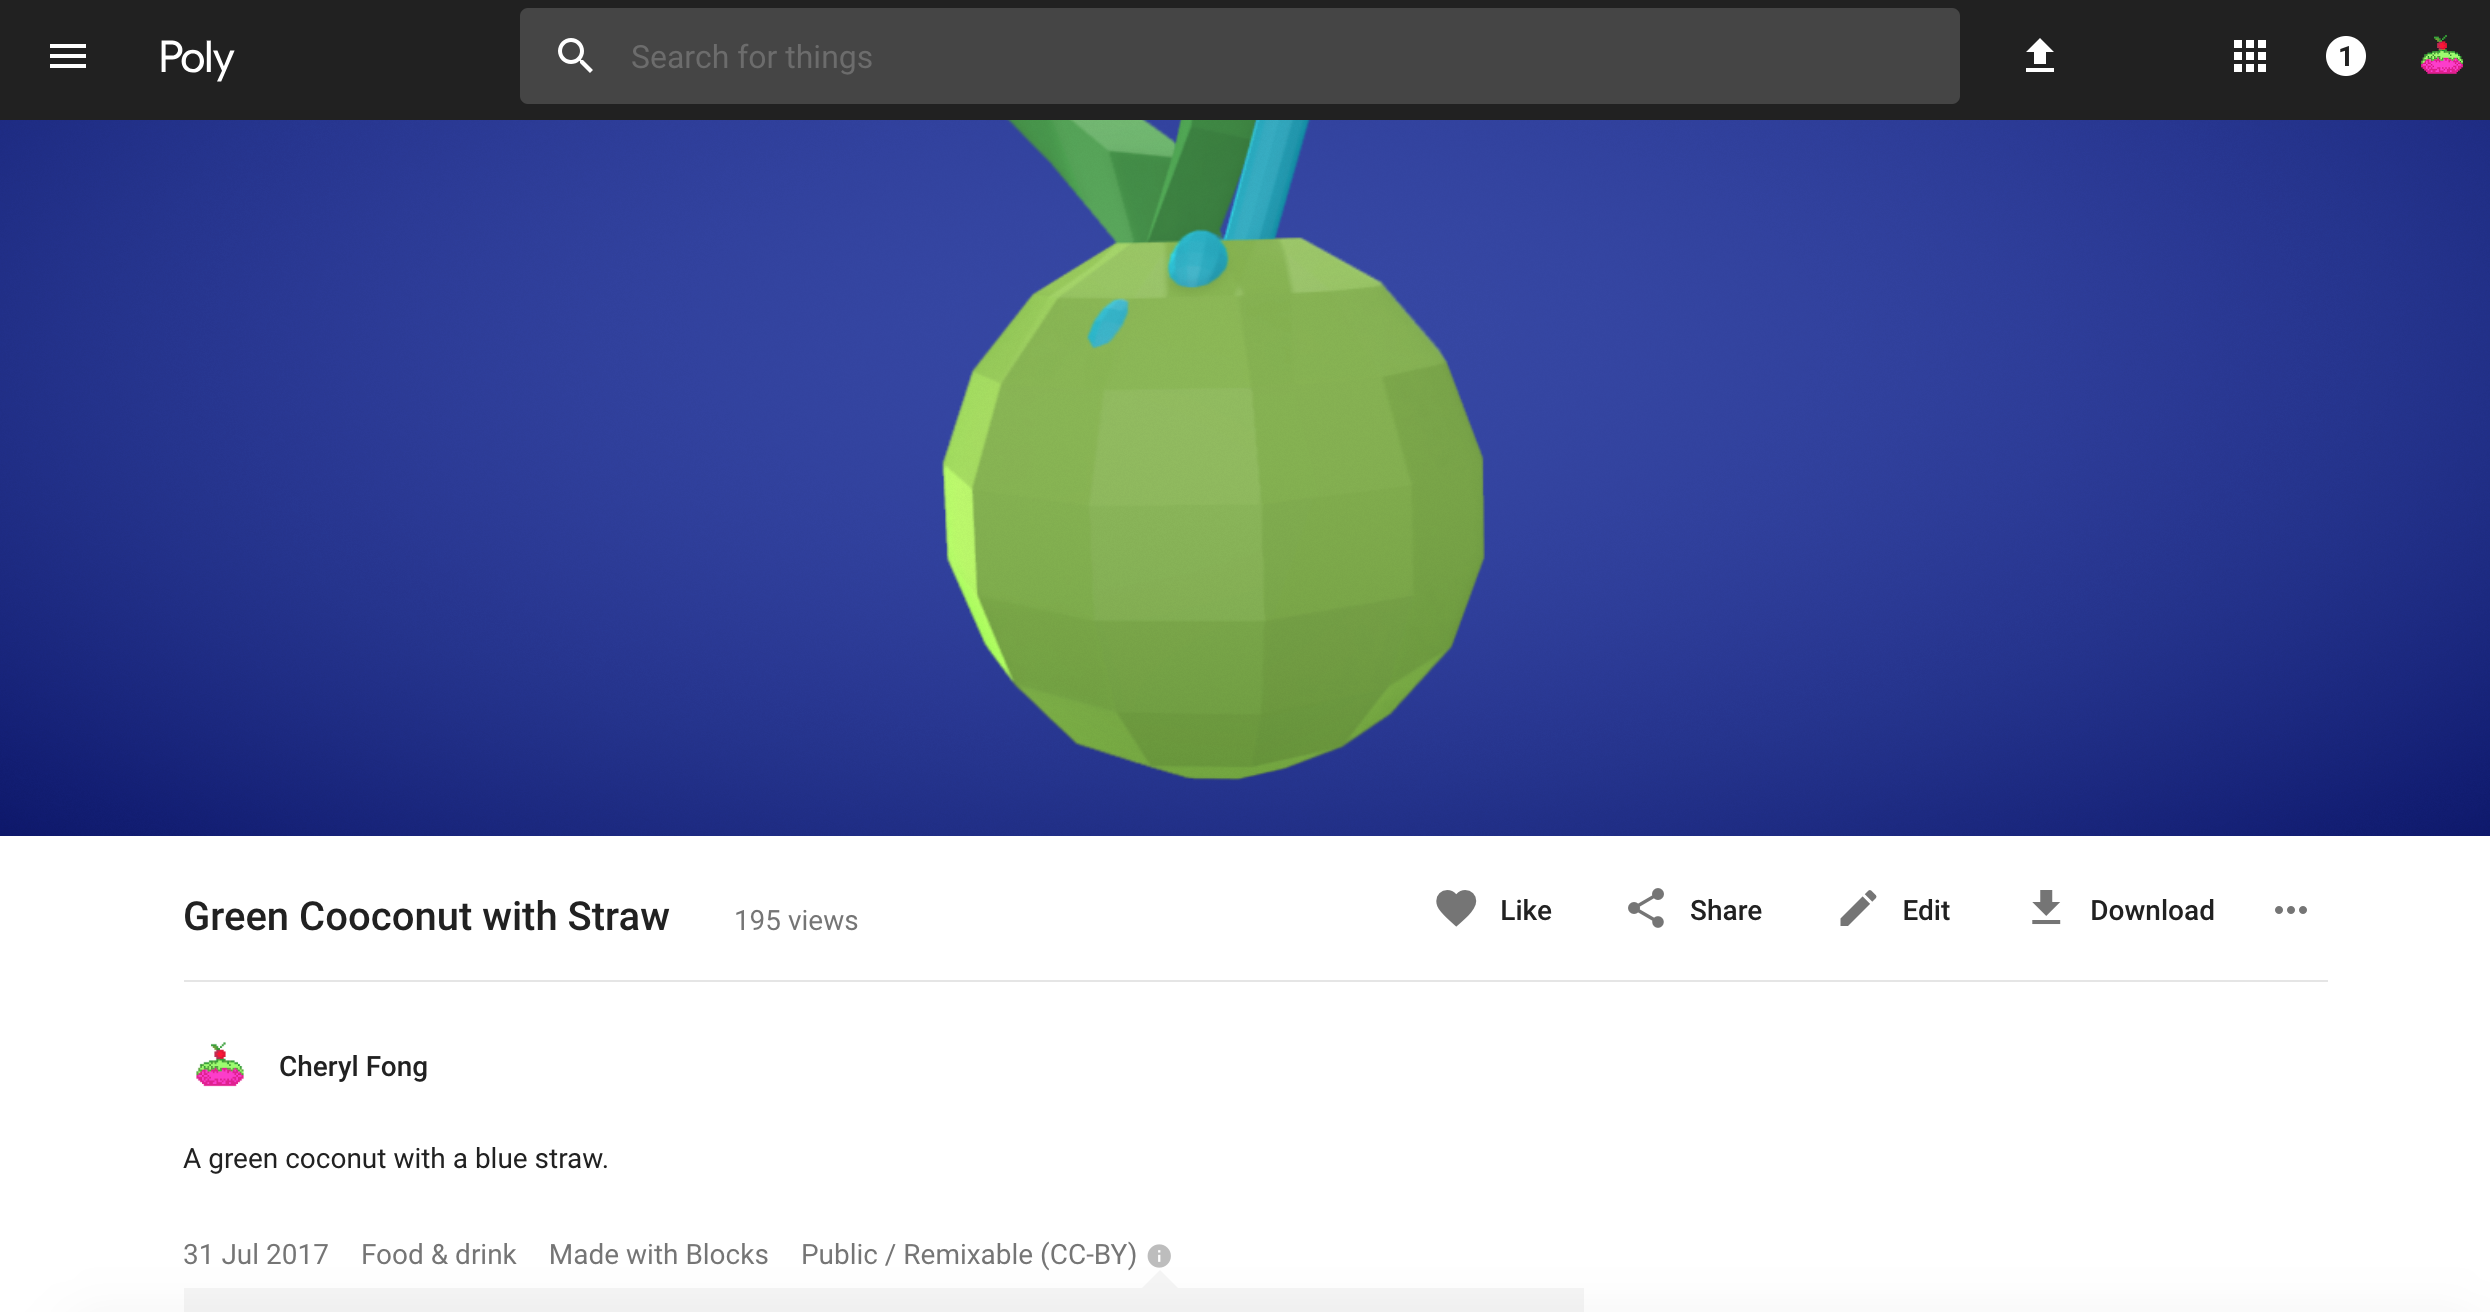 Poly
Search for things
1
Green Cooconut with Straw
195 views
Like
Share
Edit
Download
Cheryl Fong
A green coconut with a blue straw.
31 Jul 2017 Food & drink Made with Blocks Public / Remixable (CC-BY)